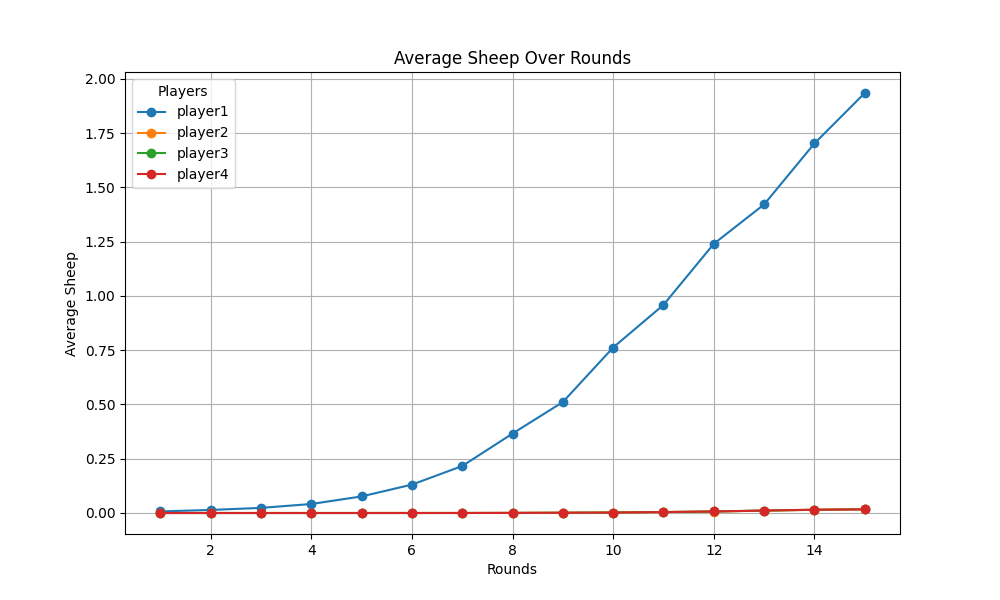 Average Sheep Over Rounds
Players
player1
player2
player3
player4
2.00
1.75
1.50
1.25
1.00
0.75
0.50
0.25
0.00
Average Sheep
2 4 6 8 10 12 14
Rounds